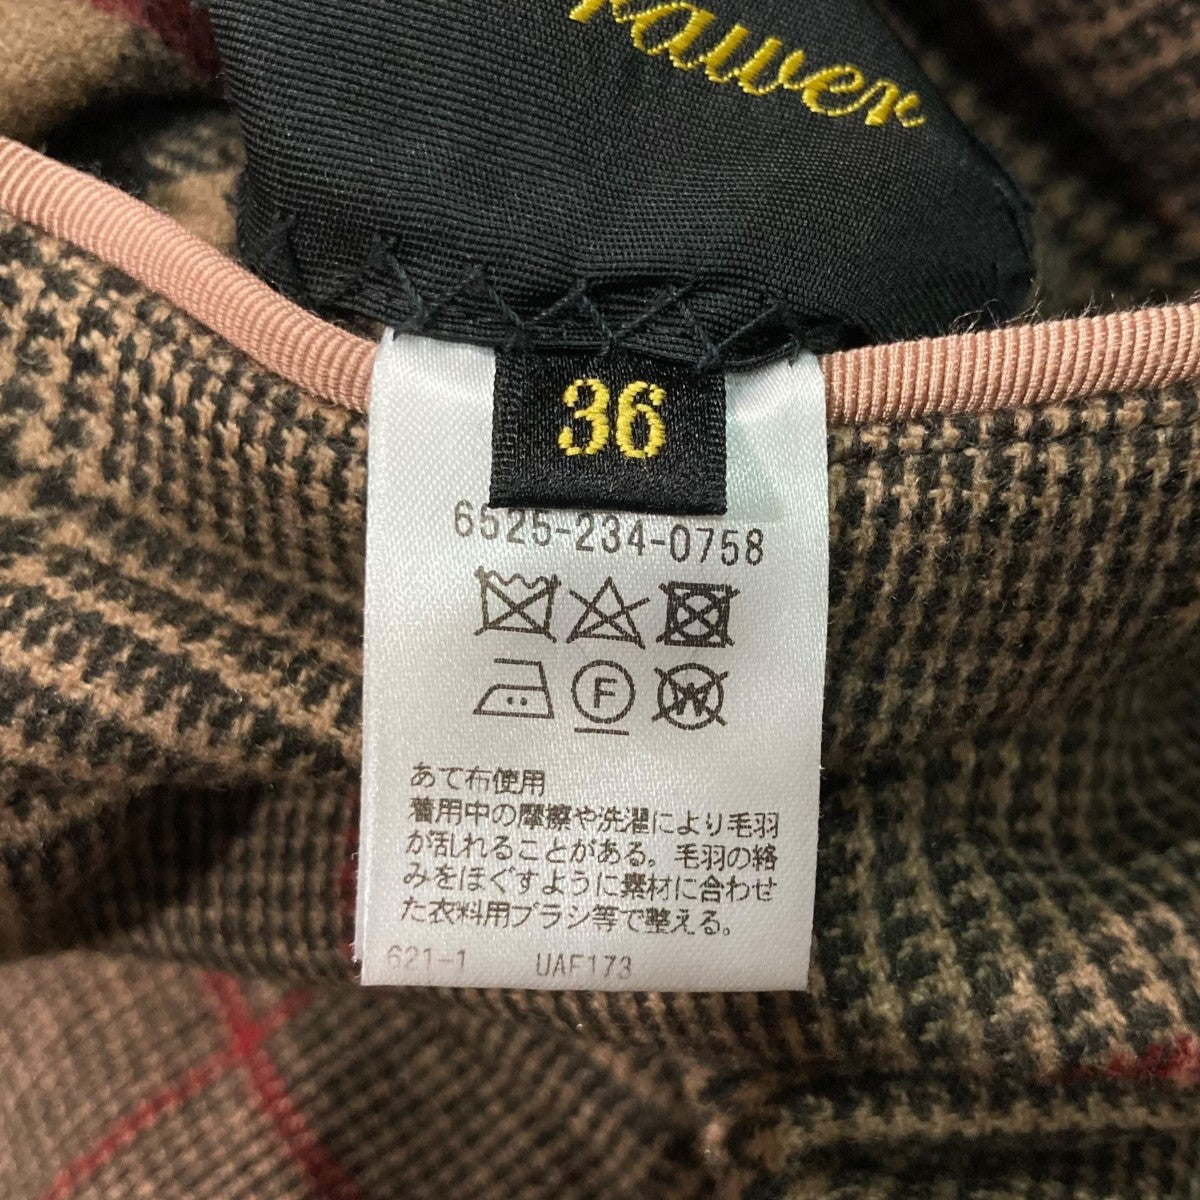 36
6525-234-0758
F
W
あて布使用
着用中の摩擦や洗濯により毛羽
が乱れることがある。毛羽の絡
みをほぐすように素材に合わせ
た衣料用ブラシ等で整える。
621-1 UAF173